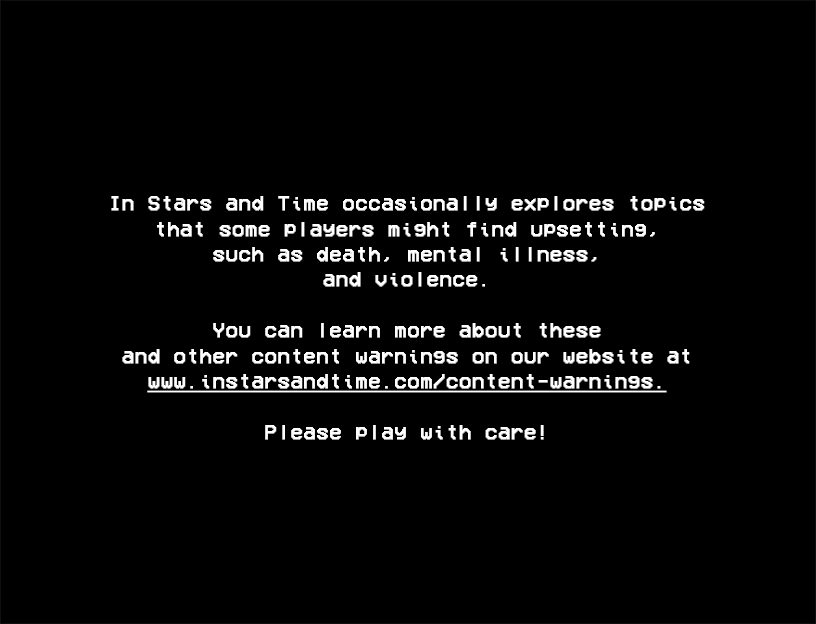 In Stars and Time occasionally explores topics
that some players might find upsetting,
such as death, mental illness,
and violence.
You can learn more about these
and other content warnings on our website at
www.instarsandtime.com/content-warnings.
Please play with care!